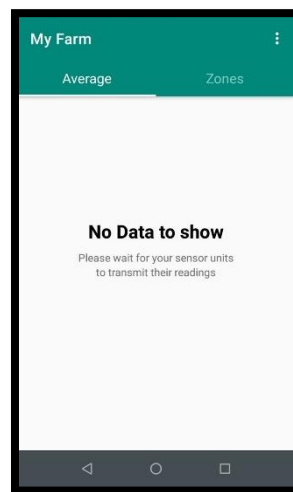 My Farm
Average Zones
No Data to show
Please wait for your sensor units
to transmit their readings